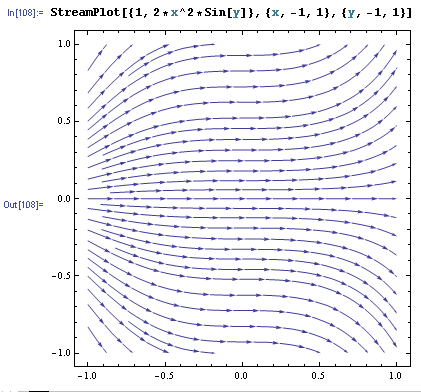 In[108]:= StreamPlot[{1, 2*x^2*Sin[y]}, {x, -1, 1}, {y, -1, 1}]
1.0
0.5
Out[108]= 0.0
-0.5
-1.0
-1.0 -0.5 0.0 0.5 1.0